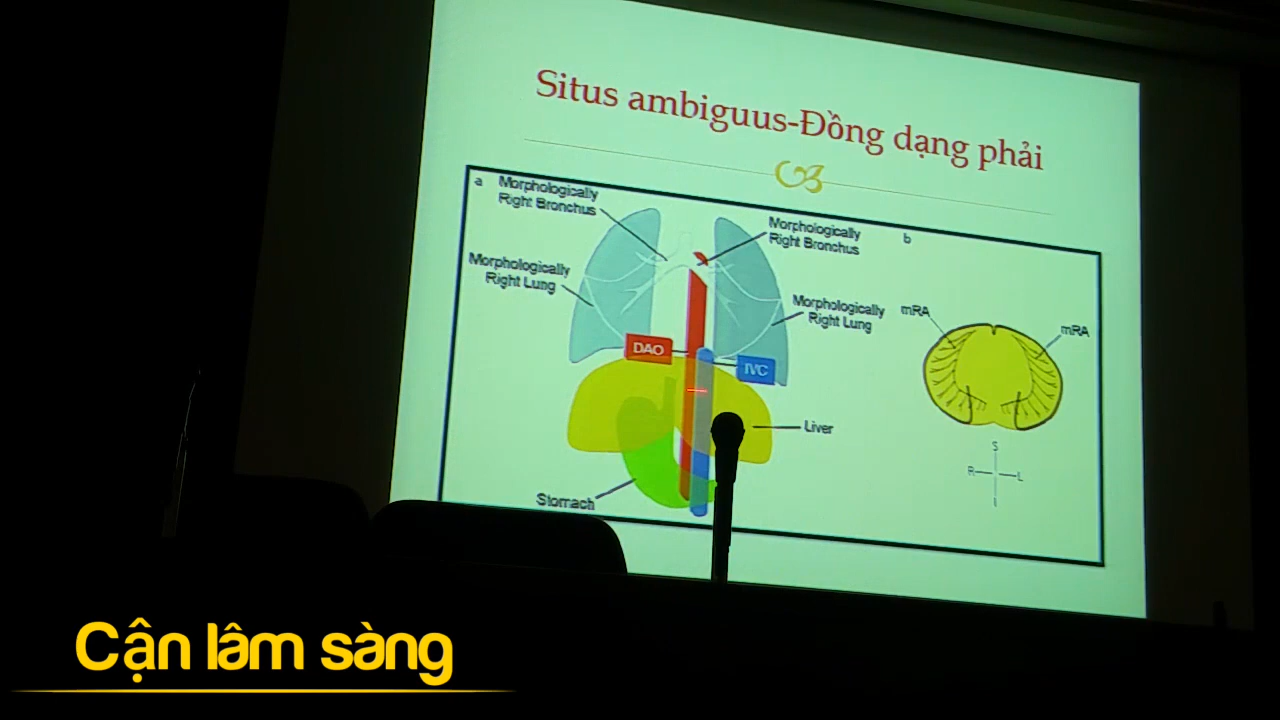 Situs ambiguus-Đồng dạng phải
a
Morphologically
Right Bronchus
Morphologically
Right Bronchus
b
Morphologically
Right Lung
Morphologically
Right Lung
mRA
mRA
DAO
IVC
Liver
Stomach
S
R
L
I
Cận lâm sàng